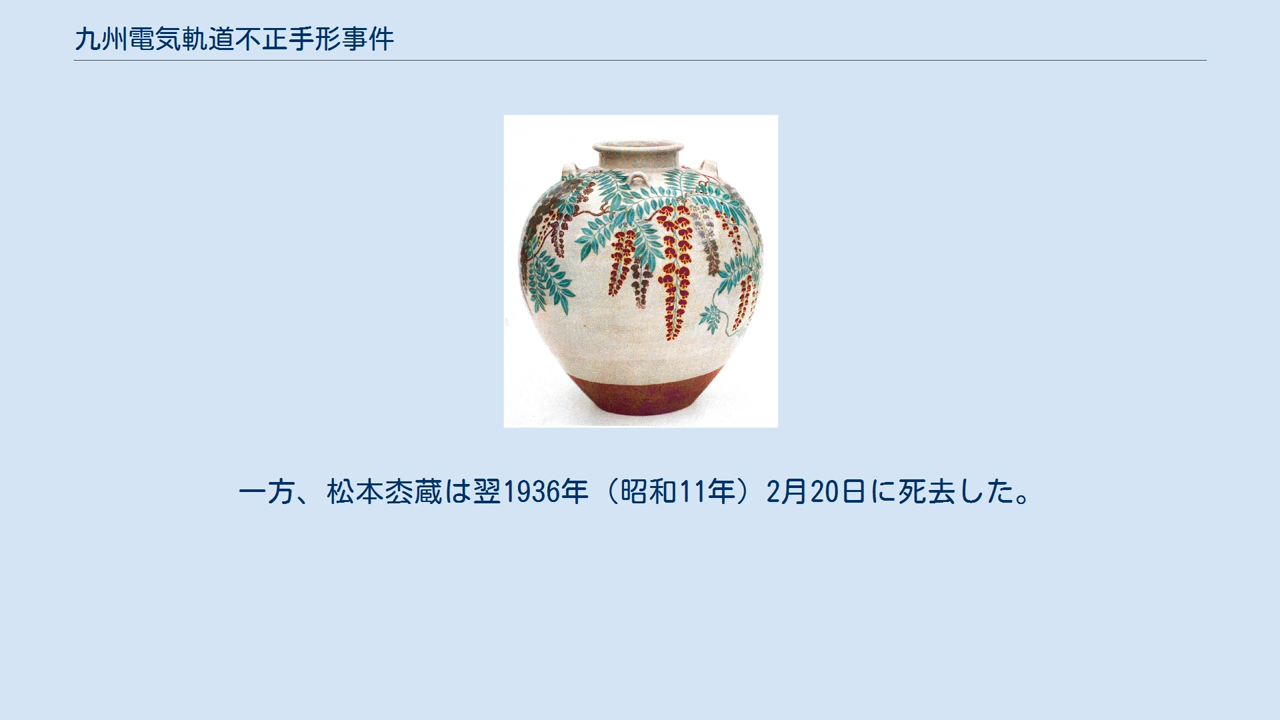 九州電気軌道不正手形事件
一方、松本枩蔵は翌1936年（昭和11年）2月20日に死去した。